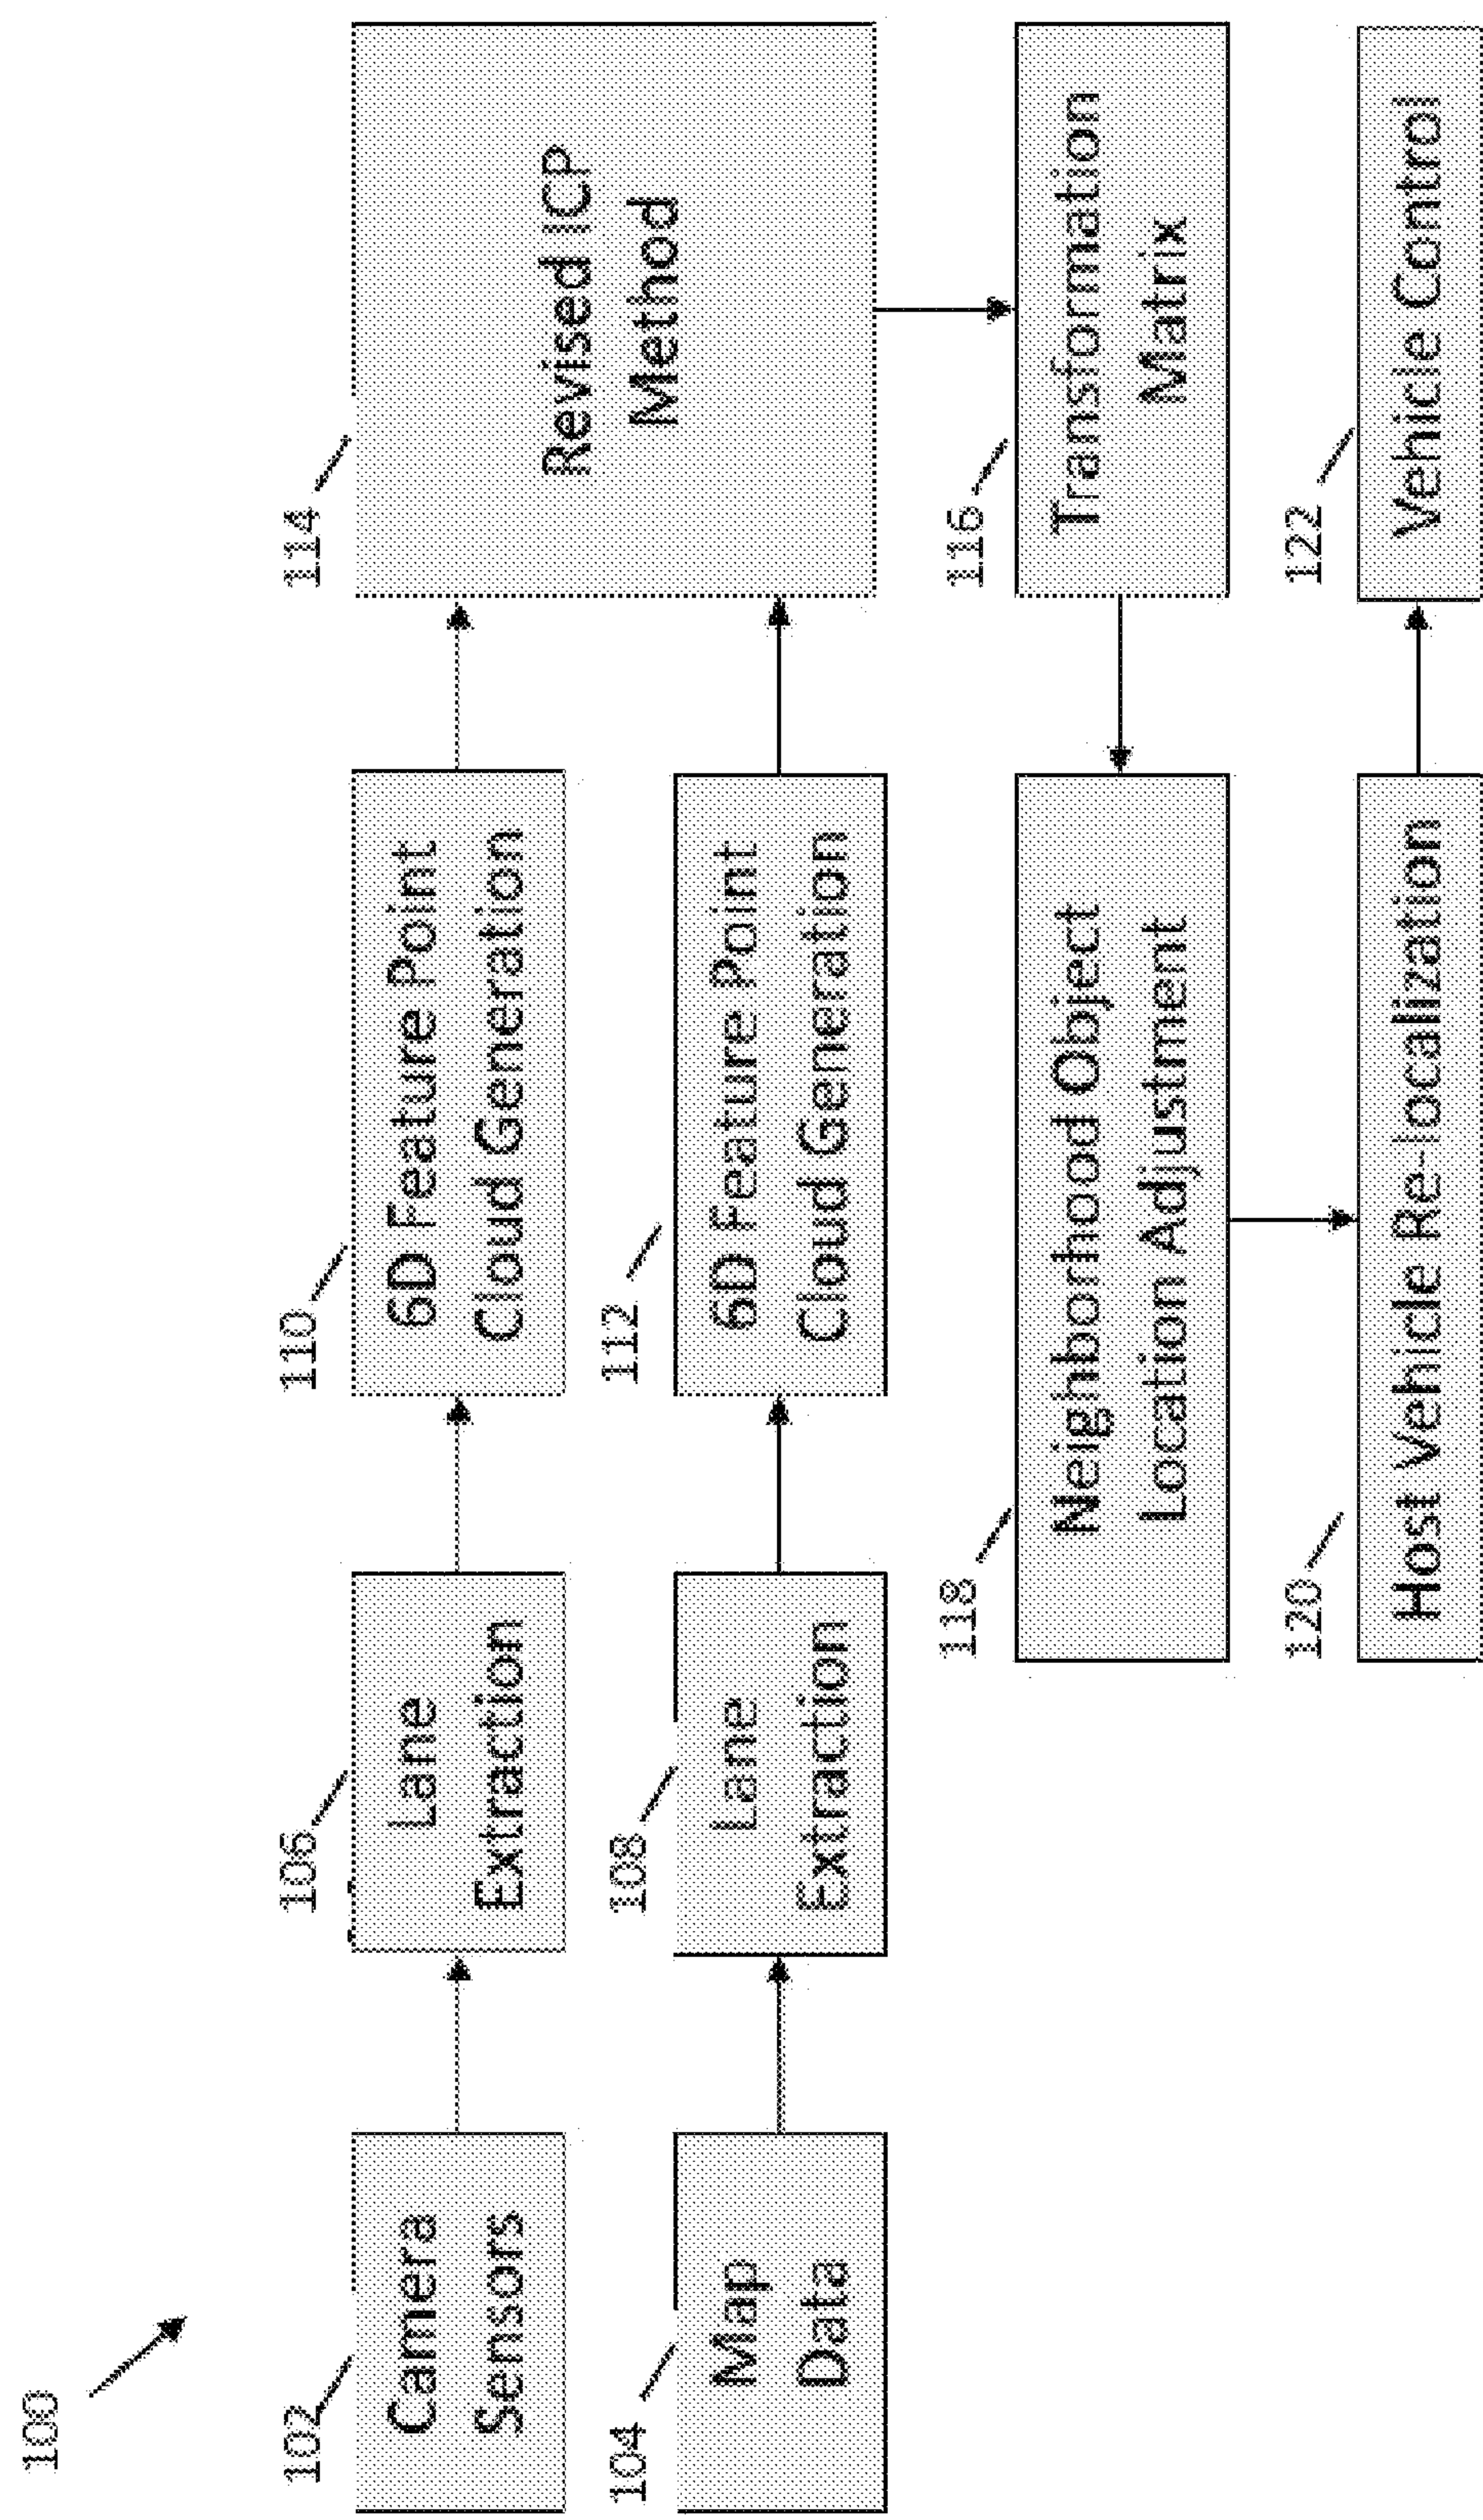 100
102
Camera
Sensors
106
Lane
Extraction
110
6D Feature Point
Cloud Generation
114
Revised ICP
Method
104
Map
Data
108
Lane
Extraction
112
6D Feature Point
Cloud Generation
116
Transformation
Matrix
118
Neighborhood Object
Location Adjustment
120
Host Vehicle Re-localization
122
Vehicle Control